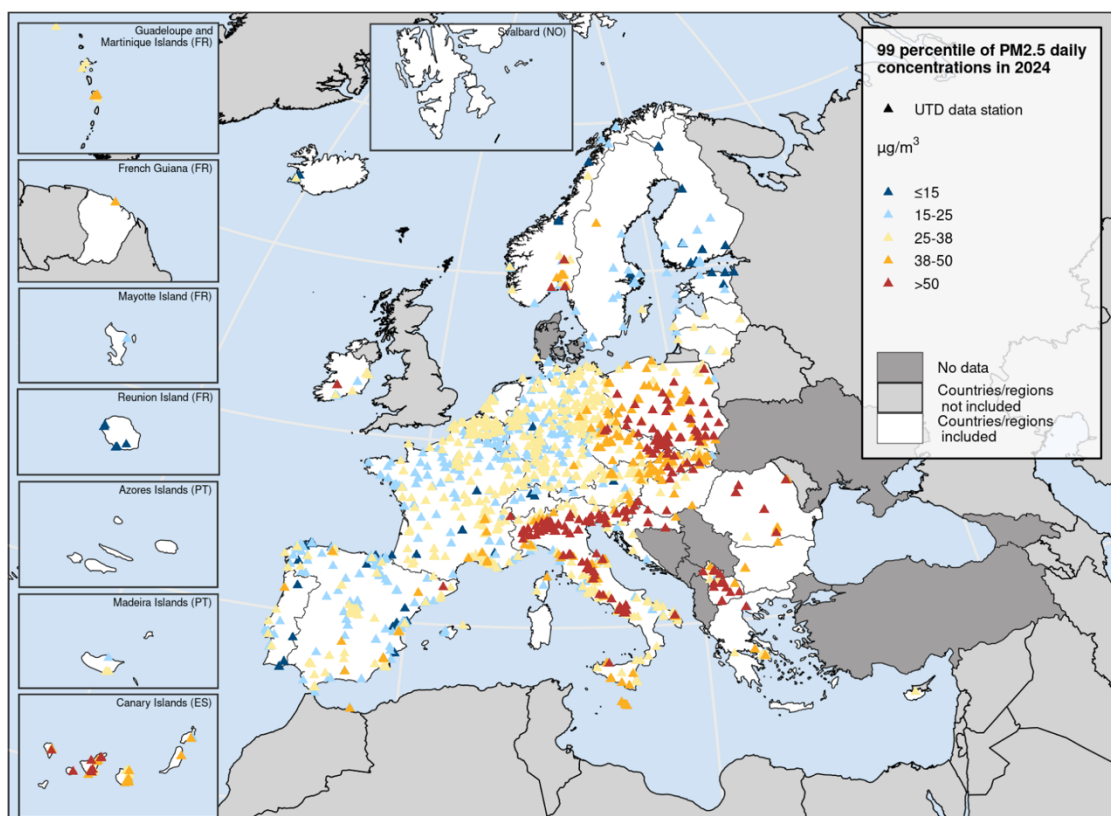 Guadeloupe and
Martinique Islands (FR)
Svalbard (NO)
French Guiana (FR)
Mayotte Island (FR)
Reunion Island (FR)
Azores Islands (PT)
Madeira Islands (PT)
Canary Islands (ES)
99 percentile of PM2.5 daily
concentrations in 2024
UTD data station
µg/m³
≤15
15-25
25-38
38-50
>50
No data
Countries/regions
not included
Countries/regions
included